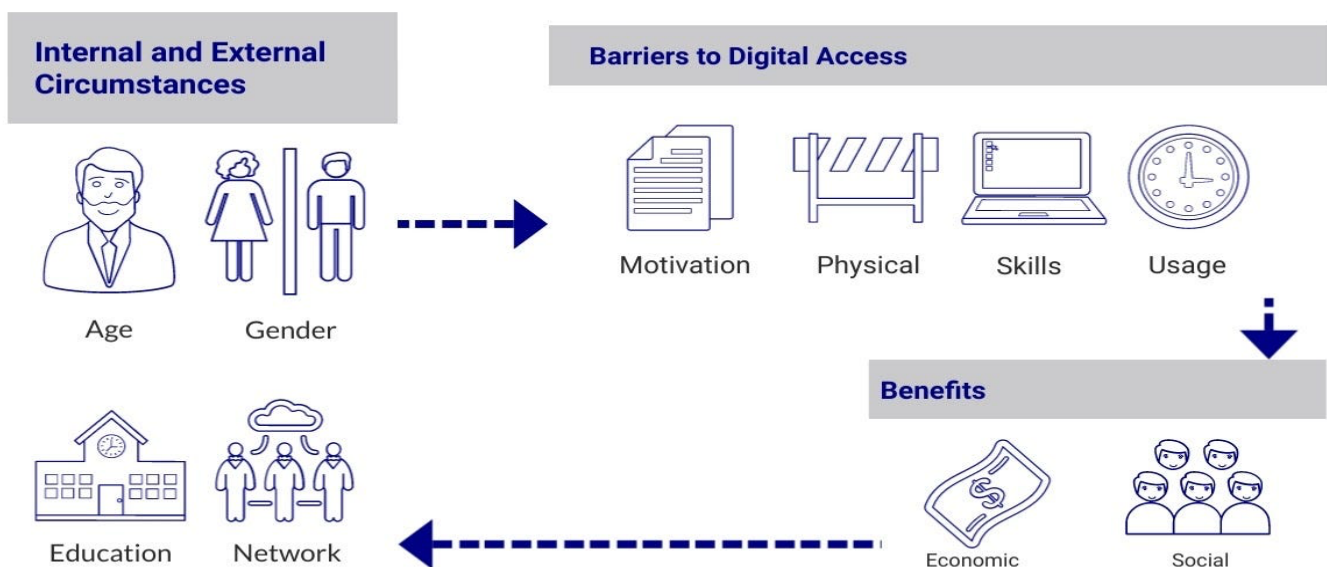 Internal and External
Circumstances
Barriers to Digital Access
Motivation
Physical
Skills
Usage
Age
Gender
Benefits
Education
Network
Economic
Social